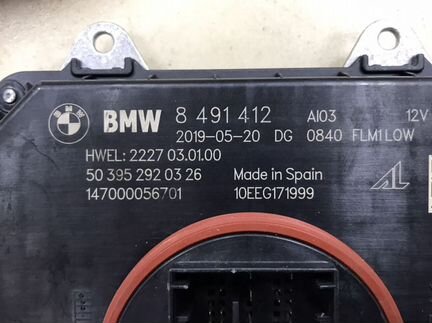 BMW 8 491 412 AI03 12V
2019-05-20 DG 0840 FLM1LOW
HWEL: 2227 03.01.00
50 395 292 03 26 Made in Spain
147000056701 10EEG171999